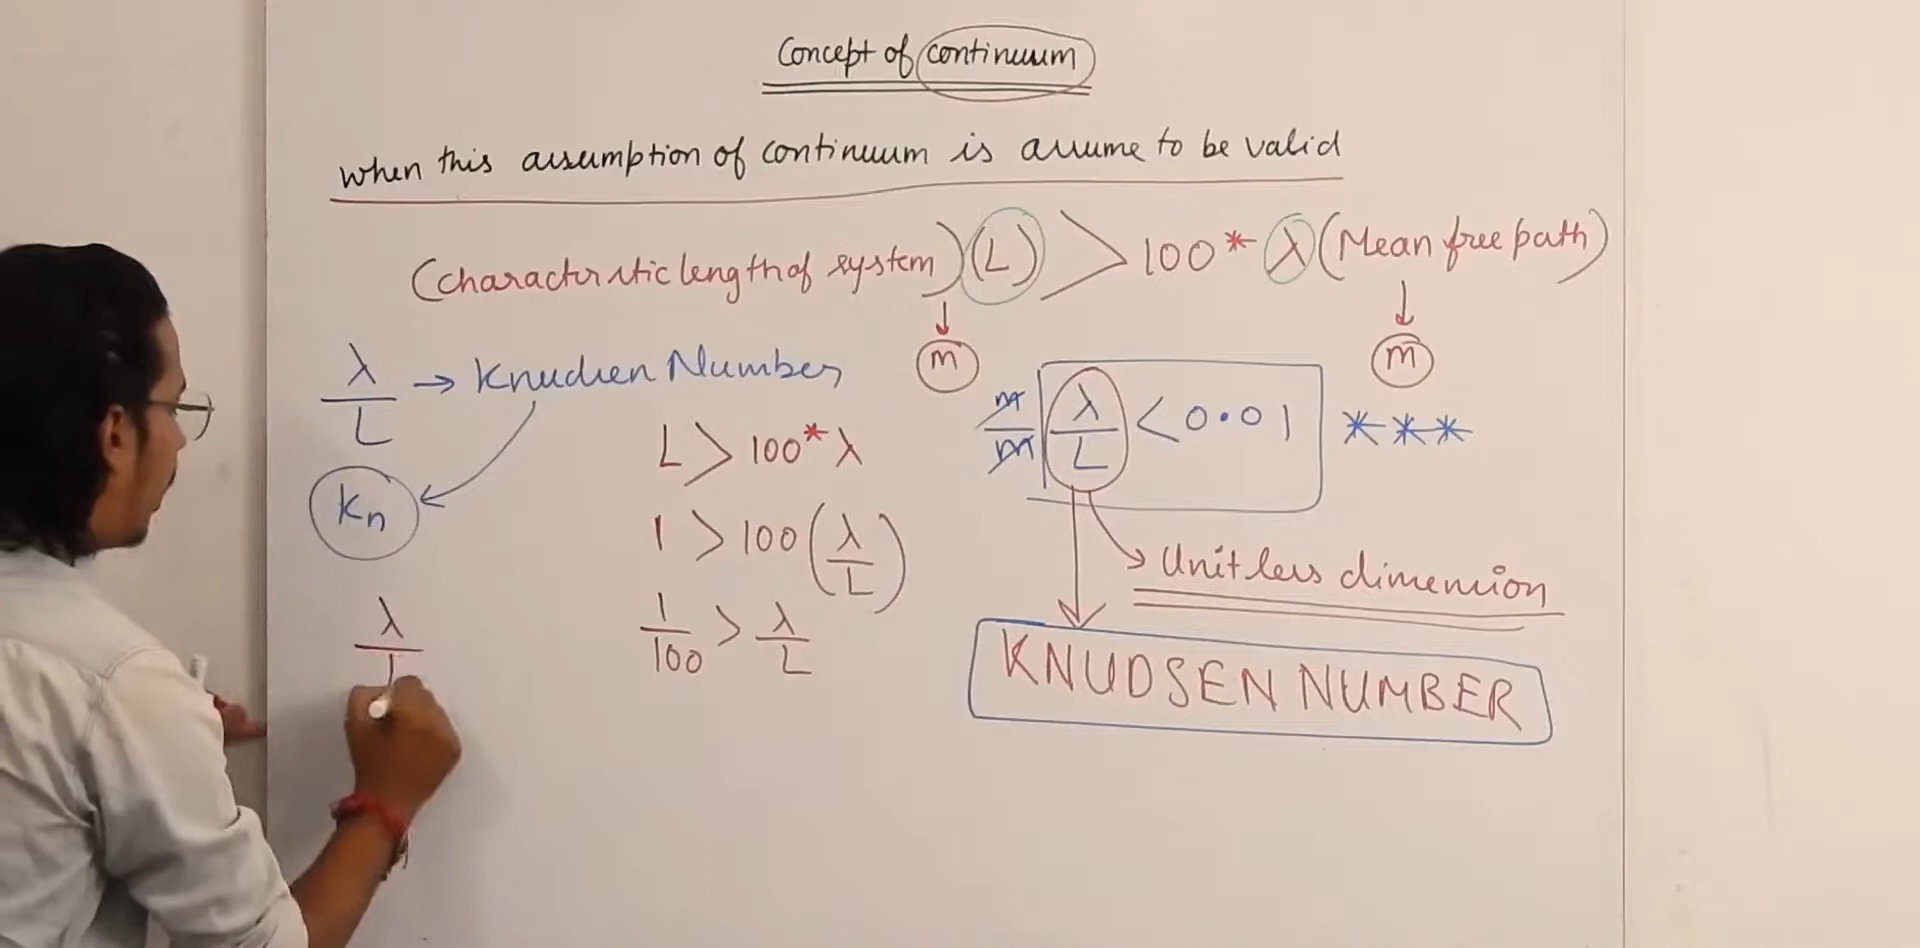 Concept of continuum
when this assumption of continuum is assume to be valid
(characteristic length of system) (L) > 100 * λ (Mean free path)
↓ m
↓ m
λ/L → Knudsen Number
Kn
L > 100 * λ
1 > 100 (λ/L)
1/100 > λ/L
m/m λ/L < 0.01 ***
→ Unitless dimension
KNUDSEN NUMBER
λ/L